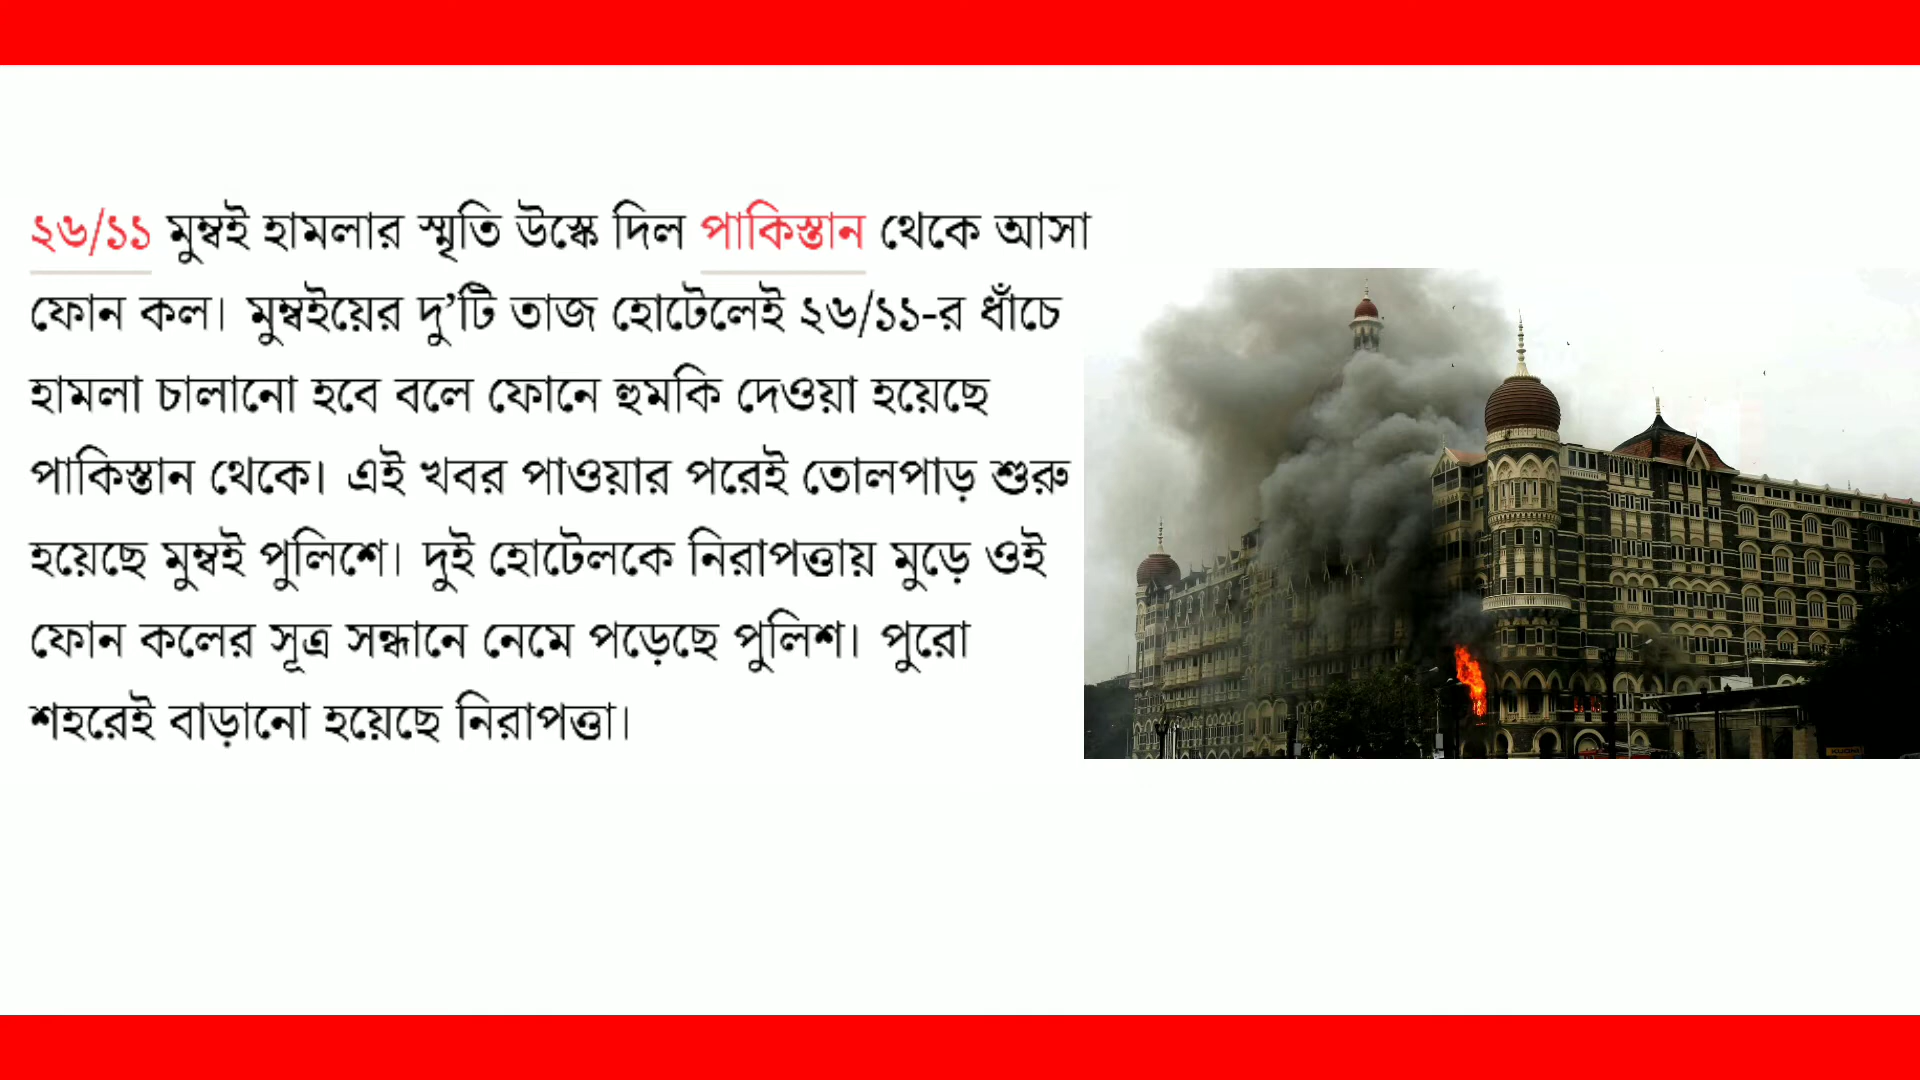 ২৬/১১ মুম্বই হামলার স্মৃতি উস্কে দিল পাকিস্তান থেকে আসা
ফোন কল। মুম্বইয়ের দু’টি তাজ হোটেলেই ২৬/১১-র ধাঁচে
হামলা চালানো হবে বলে ফোনে হুমকি দেওয়া হয়েছে
পাকিস্তান থেকে। এই খবর পাওয়ার পরেই তোলপাড় শুরু
হয়েছে মুম্বই পুলিশে। দুই হোটেলকে নিরাপত্তায় মুড়ে ওই
ফোন কলের সূত্র সন্ধানে নেমে পড়েছে পুলিশ। পুরো
শহরেই বাড়ানো হয়েছে নিরাপত্তা।